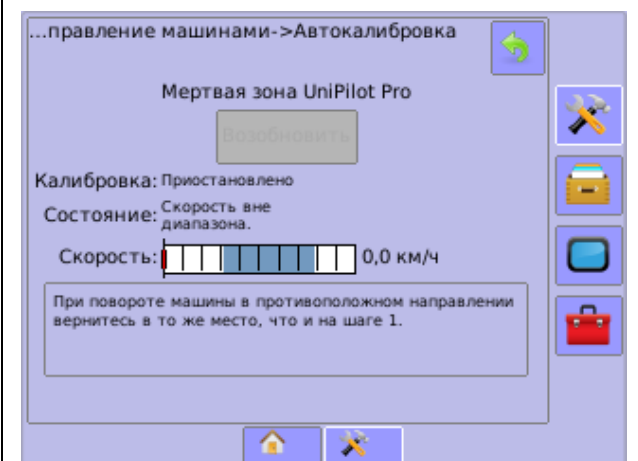 ...правление машинами->Автокалибровка
Мертвая зона UniPilot Pro
Возобновить
Калибровка: Приостановлено
Состояние: Скорость вне
диапазона.
Скорость: 0,0 км/ч
При повороте машины в противоположном направлении
вернитесь в то же место, что и на шаге 1.